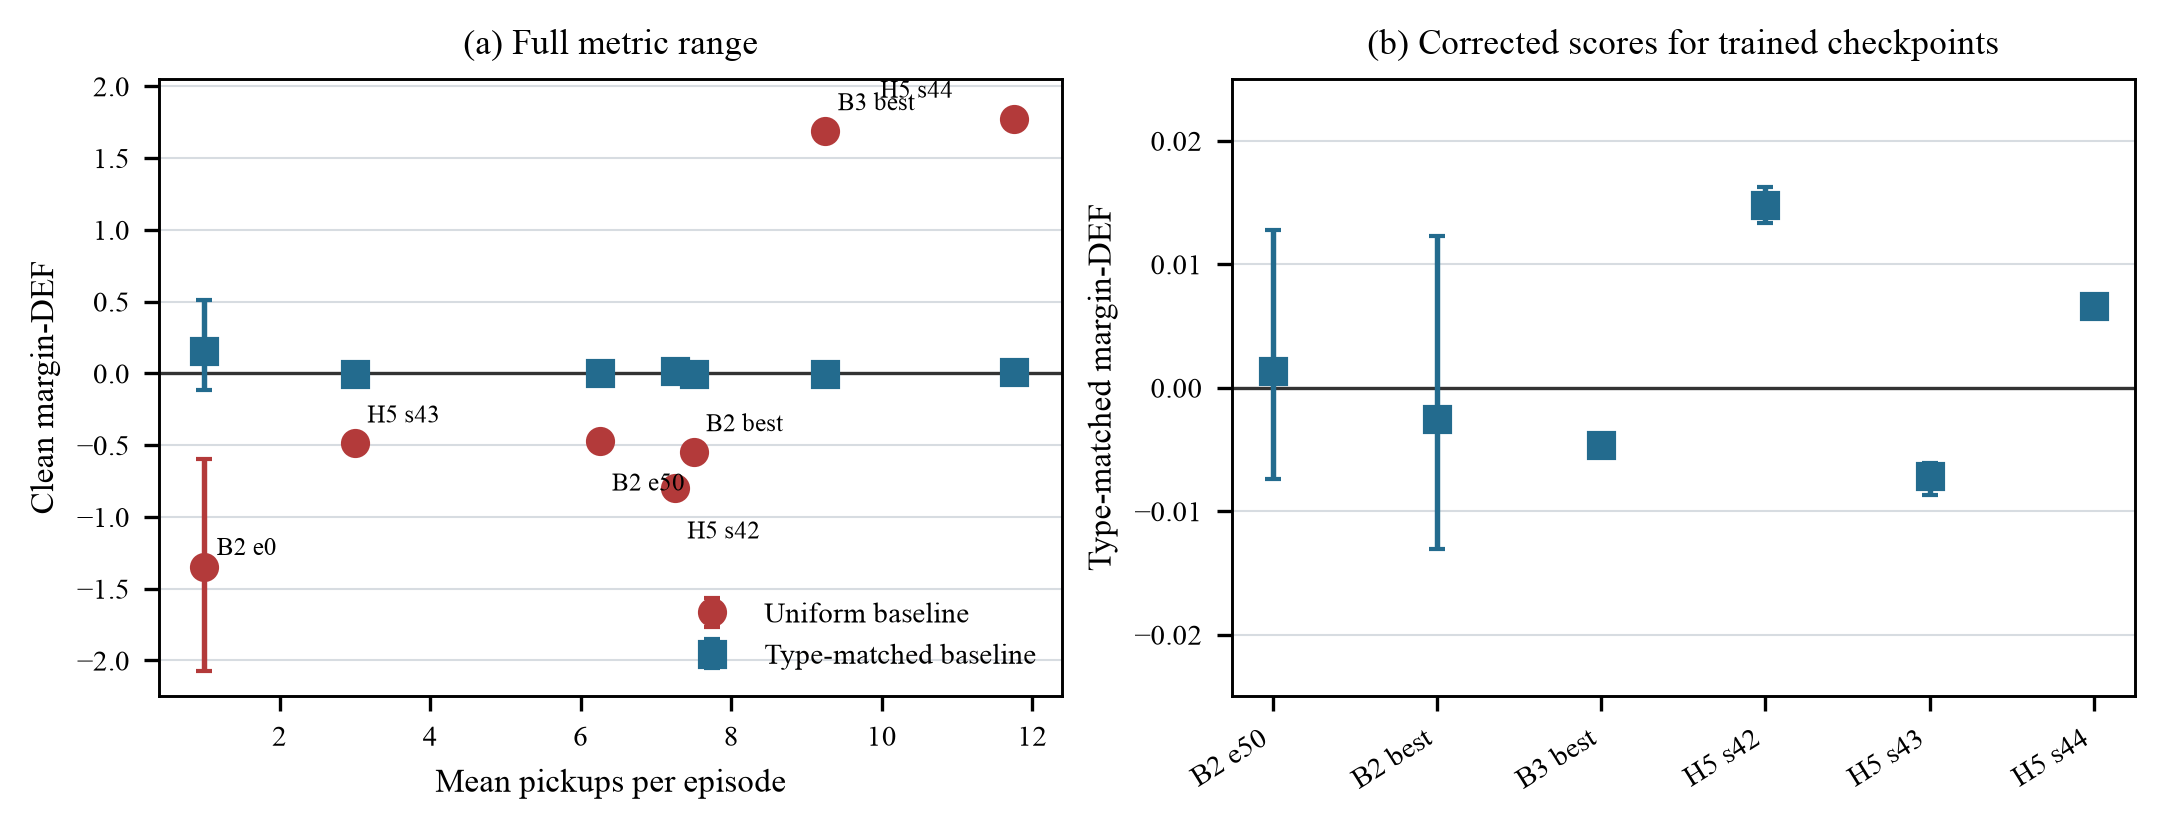 (a) Full metric range
Clean margin-DEF
2.0
1.5
1.0
0.5
0.0
−0.5
−1.0
−1.5
−2.0
H5 s44
B3 best
H5 s43
B2 best
B2 e50
H5 s42
B2 e0
Uniform baseline
Type-matched baseline
2 4 6 8 10 12
Mean pickups per episode
(b) Corrected scores for trained checkpoints
Type-matched margin-DEF
0.02
0.01
0.00
−0.01
−0.02
B2 e50 B2 best B3 best H5 s42 H5 s43 H5 s44